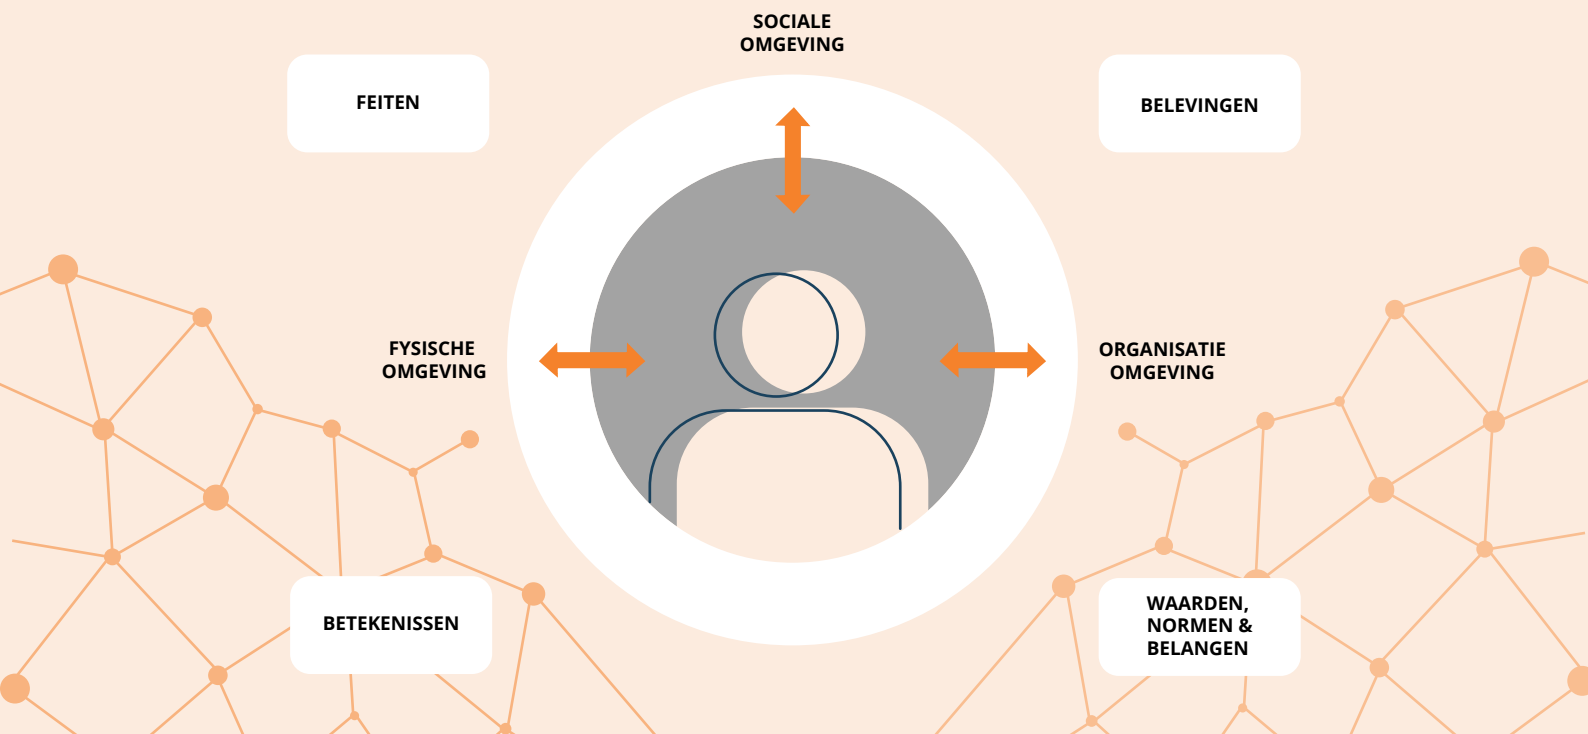 SOCIALE
OMGEVING
FEITEN
BELEVINGEN
FYSISCHE
OMGEVING
ORGANISATIE
OMGEVING
BETEKENISSEN
WAARDEN,
NORMEN &
BELANGEN